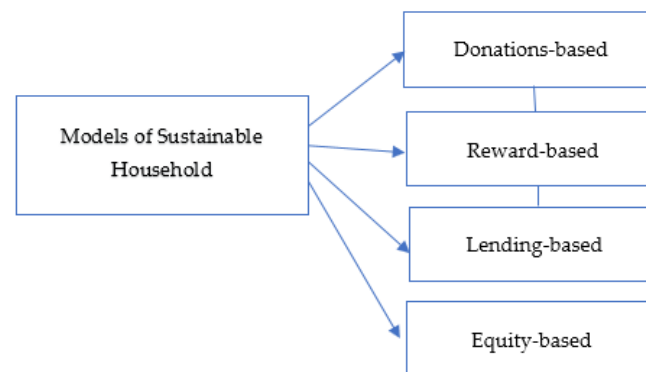 Donations-based
Models of Sustainable
Household
Reward-based
Lending-based
Equity-based